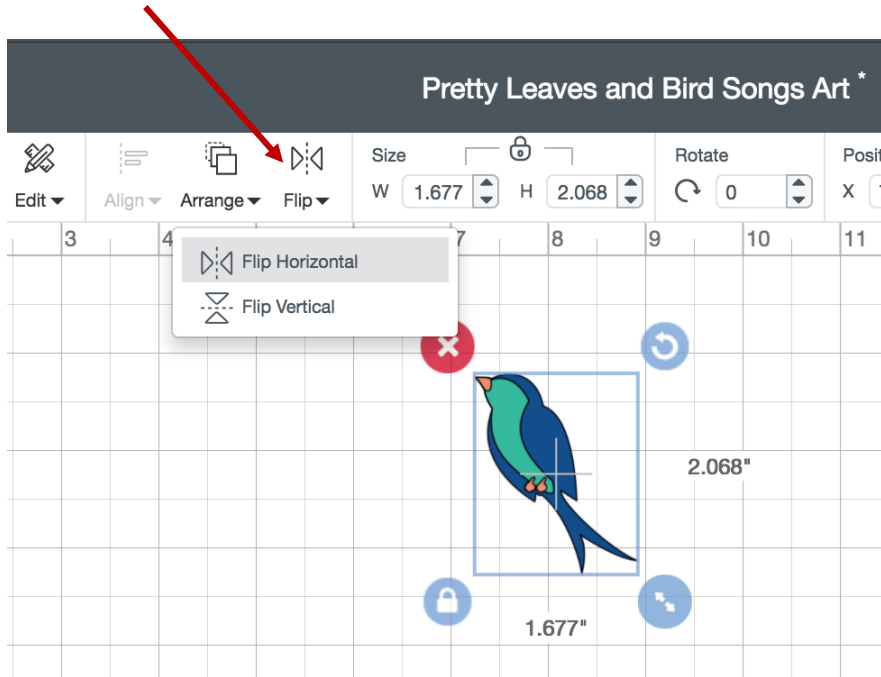 Pretty Leaves and Bird Songs Art *
Size
Rotate
Edit Align Arrange Flip W 1.677 H 2.068 0 X
3 4 7 8 9 10 11
Flip Horizontal
Flip Vertical
2.068"
1.677"